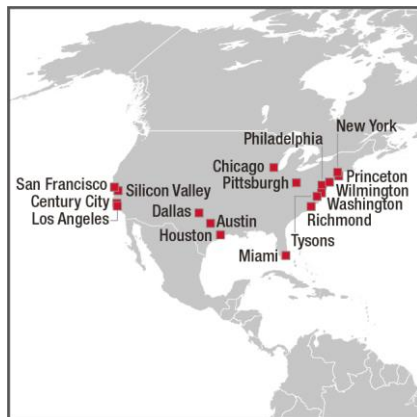 New York
Philadelphia
Chicago
Pittsburgh
Princeton
Wilmington
Washington
Richmond
San Francisco
Silicon Valley
Century City
Los Angeles
Dallas
Austin
Houston
Tysons
Miami